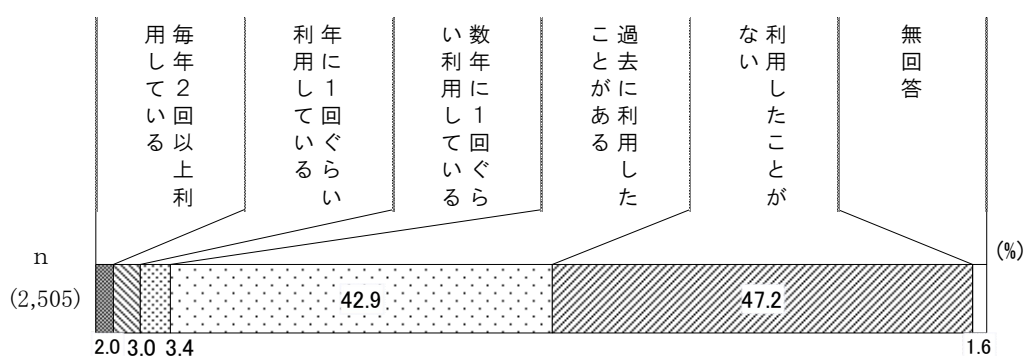 毎年２回以上利
用している
年に１回ぐらい
利用している
数年に１回ぐら
い利用している
過去に利用した
ことがある
利用したことが
ない
無回答
(%)
n
(2,505)
42.9
47.2
2.0
3.0
3.4
1.6